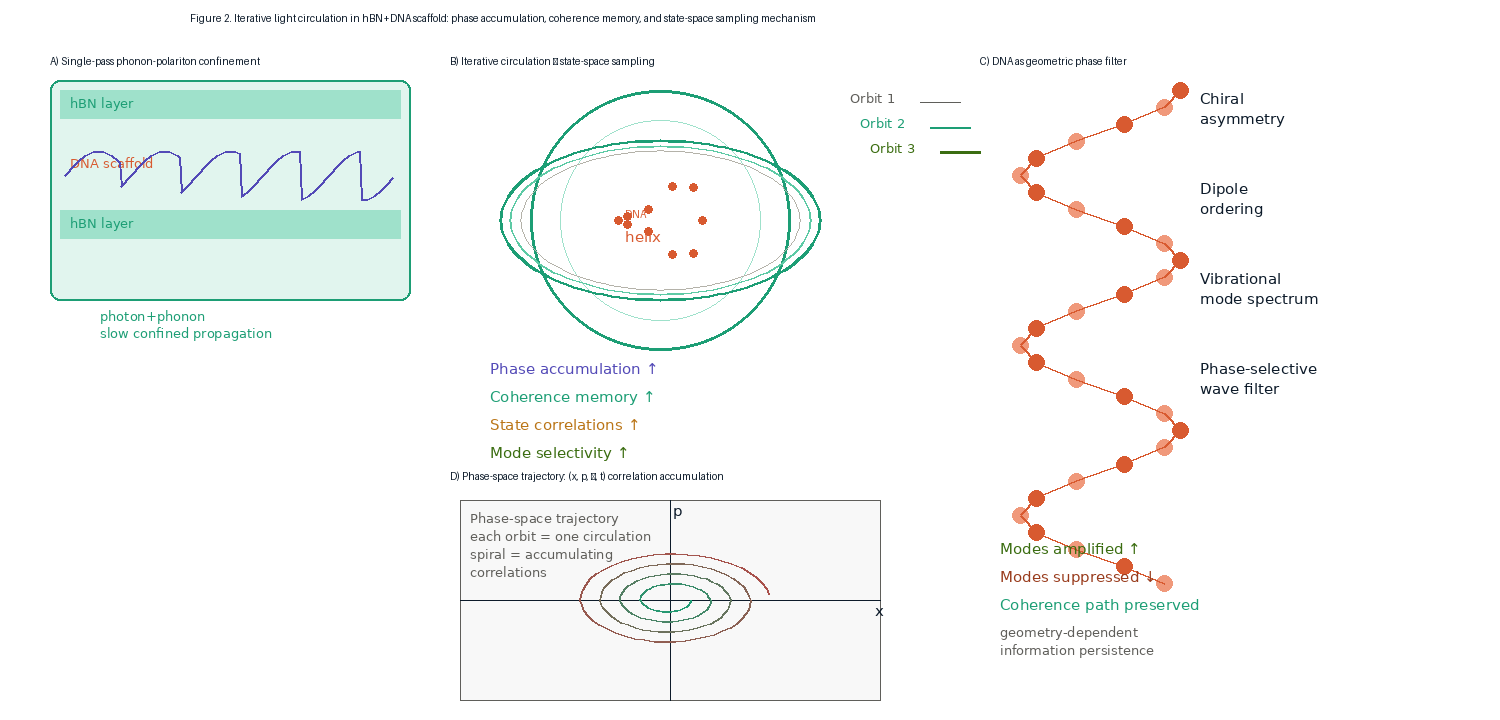 Figure 2. Iterative light circulation in hBN+DNA scaffold: phase accumulation, coherence memory, and state-space sampling mechanism
A) Single-pass phonon-polariton confinement
hBN layer
DNA scaffold
hBN layer
photon+phonon
slow confined propagation
B) Iterative circulation state-space sampling
Orbit 1
Orbit 2
Orbit 3
DNA
helix
Phase accumulation ↑
Coherence memory ↑
State correlations ↑
Mode selectivity ↑
C) DNA as geometric phase filter
Chiral
asymmetry
Dipole
ordering
Vibrational
mode spectrum
Phase-selective
wave filter
Modes amplified ↑
Modes suppressed ↓
Coherence path preserved
geometry-dependent
information persistence
D) Phase-space trajectory: (x, p, , t) correlation accumulation
Phase-space trajectory
each orbit = one circulation
spiral = accumulating
correlations
p
x